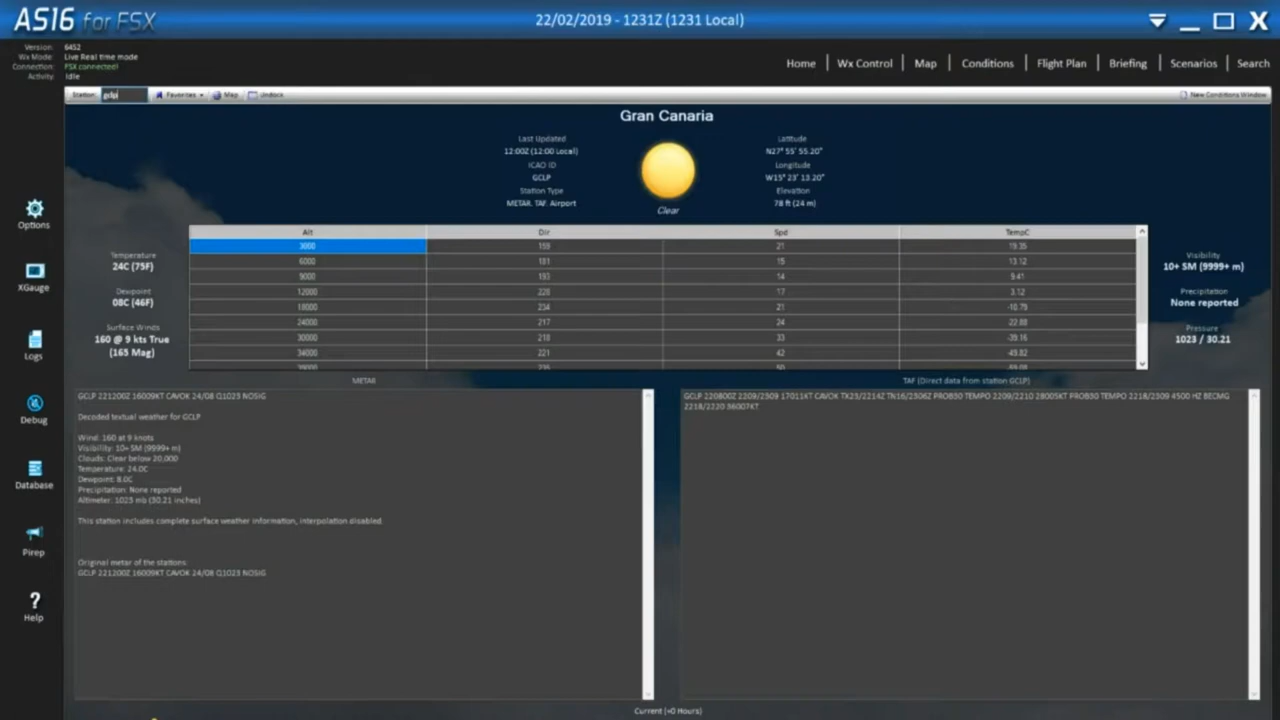 AS16 for FSX
22/02/2019 - 1231Z (1231 Local)
X
Version: 6452
Wx Mode: Live Real time mode
Connection: FSX connected!
Activity: Idle
Home | Wx Control | Map | Conditions | Flight Plan | Briefing | Scenarios | Search
Station: gclp Favorites Map Undock New Conditions Window
Gran Canaria
Last Updated
12:00Z (12:00 Local)
ICAO ID
GCLP
Station Type
METAR, TAF, Airport
Clear
Latitude
N27° 55' 55.20"
Longitude
W15° 23' 13.20"
Elevation
78 ft (24 m)
Options
XGauge
Logs
Debug
Database
Pirep
? Help
Temperature
24C (75F)
Dewpoint
08C (46F)
Surface Winds
160 @ 9 kts True
(165 Mag)
Alt Dir Spd TempC
3000 159 21 19.35
6000 181 15 13.12
9000 193 14 9.41
12000 228 17 3.12
18000 234 21 -10.79
24000 217 24 -22.88
30000 218 33 -39.16
34000 221 42 -49.82
Visibility
10+ SM (9999+ m)
Precipitation
None reported
Pressure
1023 / 30.21
METAR
GCLP 221200Z 16009KT CAVOK 24/08 Q1023 NOSIG
Decoded textual weather for GCLP
Wind: 160 at 9 knots
Visibility: 10+ SM (9999+ m)
Clouds: Clear below 20,000
Temperature: 24.0C
Dewpoint: 8.0C
Precipitation: None reported
Altimeter: 1023 mb (30.21 inches)
This station includes complete surface weather information, interpolation disabled.
Original metar of the stations:
GCLP 221200Z 16009KT CAVOK 24/08 Q1023 NOSIG
TAF (Direct data from station GCLP)
GCLP 220800Z 2209/2309 17011KT CAVOK TX23/2214Z TN16/2306Z PROB30 TEMPO 2209/2210 28005KT PROB30 TEMPO 2218/2309 4500 HZ BECMG
2218/2220 36007KT
Current (+0 Hours)